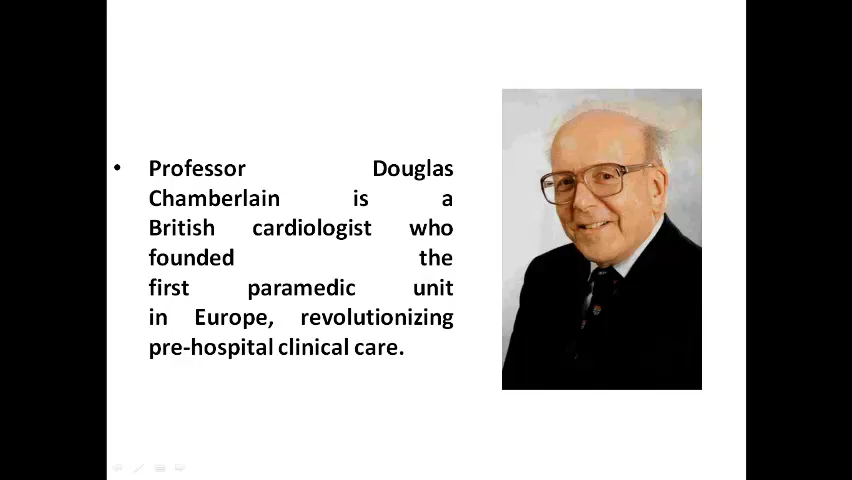 • Professor Douglas
Chamberlain is a
British cardiologist who
founded the
first paramedic unit
in Europe, revolutionizing
pre-hospital clinical care.